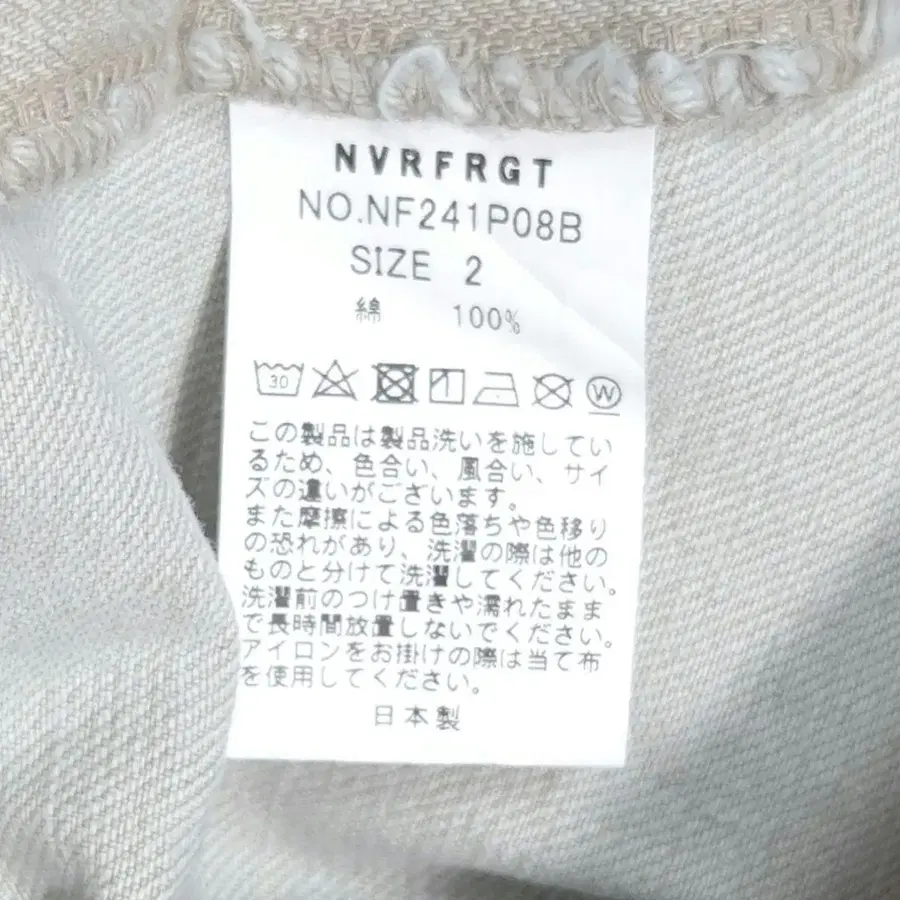 NVRFRGT
NO.NF241P08B
SIZE 2
綿 100%
30 W
この製品は製品洗いを施してい
るため、色合い、風合い、サイ
ズの違いがございます。
また摩擦による色落ちや色移り
の恐れがあり、洗濯の際は他の
ものと分けて洗濯してください。
洗濯前のつけ置きや濡れたまま
で長時間放置しないでください。
アイロンをお掛けの際は当て布
を使用してください。
日本製